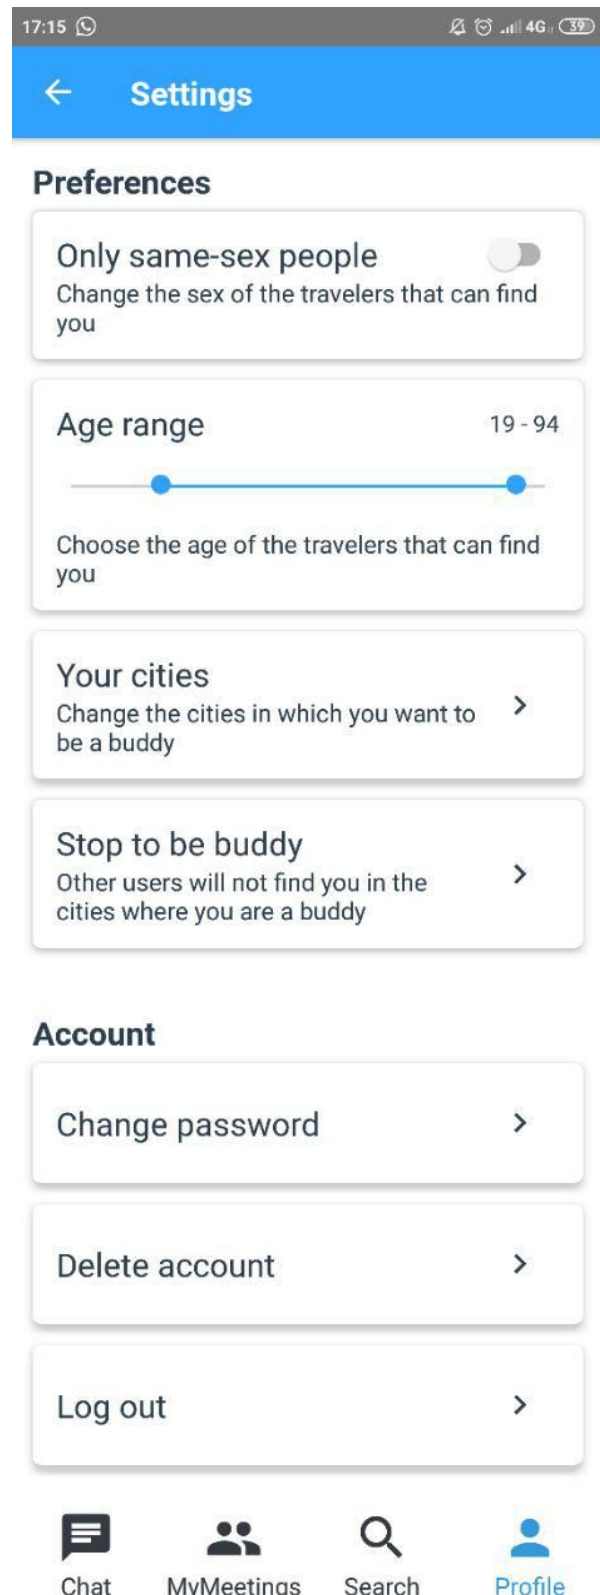 17:15 4G 39
Settings
Preferences
Only same-sex people
Change the sex of the travelers that can find
you
Age range 19 - 94
Choose the age of the travelers that can find
you
Your cities
Change the cities in which you want to
be a buddy
Stop to be buddy
Other users will not find you in the
cities where you are a buddy
Account
Change password
Delete account
Log out
Chat MyMeetings Search Profile